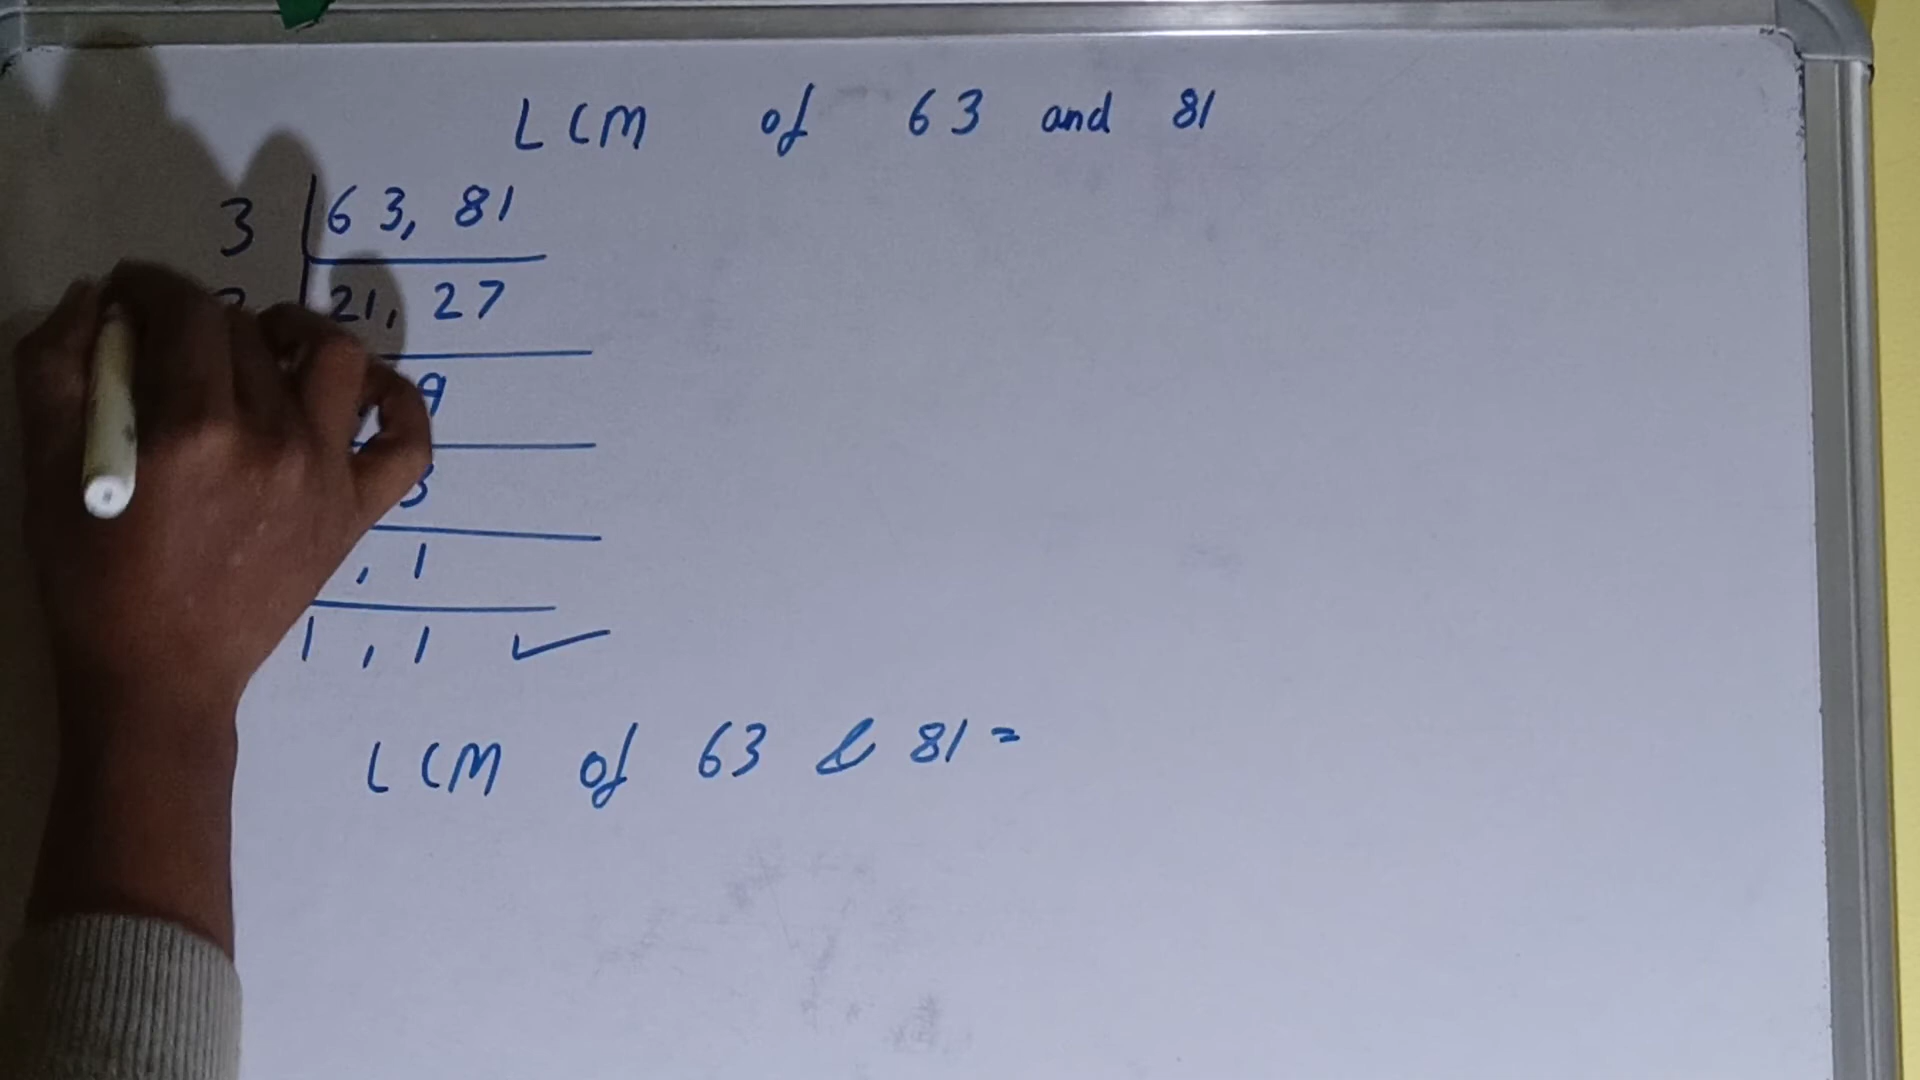 LCM of 63 and 81
3 63, 81
21, 27
9
3
, 1
1, 1 ✓
LCM of 63 & 81 =